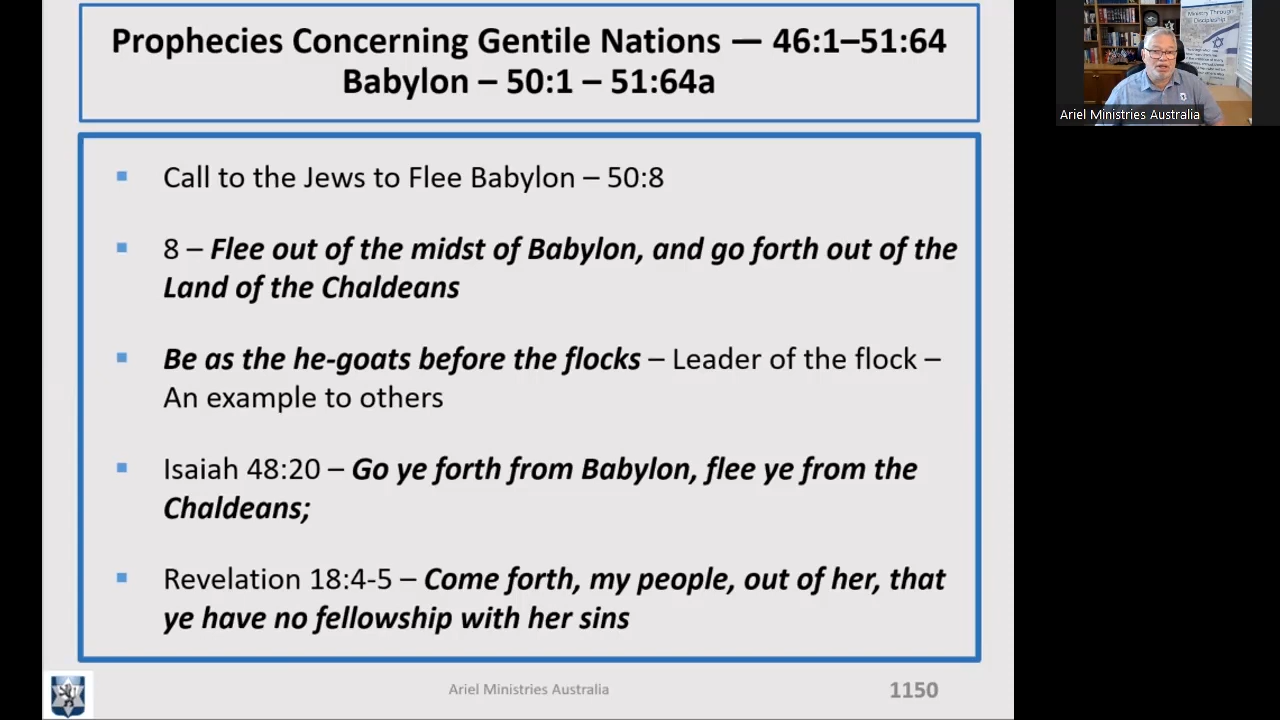 Prophecies Concerning Gentile Nations — 46:1–51:64
Babylon – 50:1 – 51:64a
Call to the Jews to Flee Babylon – 50:8
8 – Flee out of the midst of Babylon, and go forth out of the
Land of the Chaldeans
Be as the he-goats before the flocks – Leader of the flock –
An example to others
Isaiah 48:20 – Go ye forth from Babylon, flee ye from the
Chaldeans;
Revelation 18:4-5 – Come forth, my people, out of her, that
ye have no fellowship with her sins
Ariel Ministries Australia
1150
Ministry Through
Discipleship
Ariel Ministries Australia